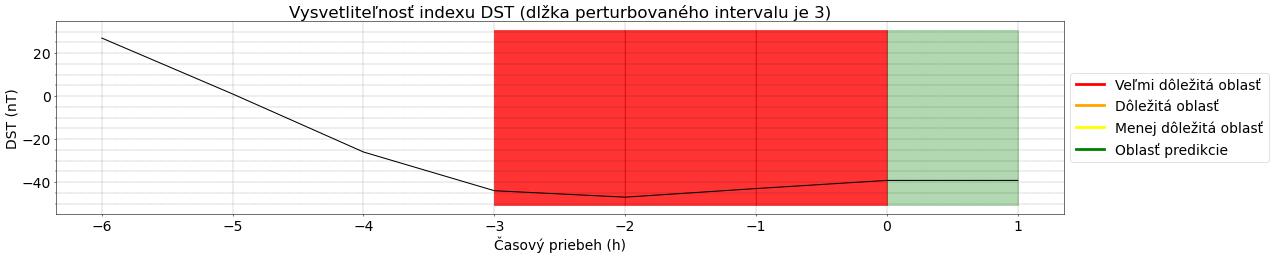 Vysvetliteľnosť indexu DST (dĺžka perturbovaného intervalu je 3)
20
0
−20
−40
DST (nT)
−6 −5 −4 −3 −2 −1 0 1
Časový priebeh (h)
Veľmi dôležitá oblasť
Dôležitá oblasť
Menej dôležitá oblasť
Oblasť predikcie